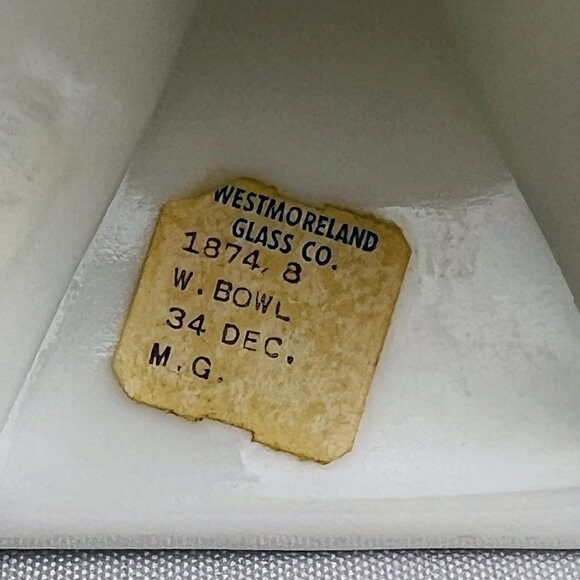 WESTMORELAND
GLASS CO.
1874, 8
W. BOWL
34 DEC.
M.G.